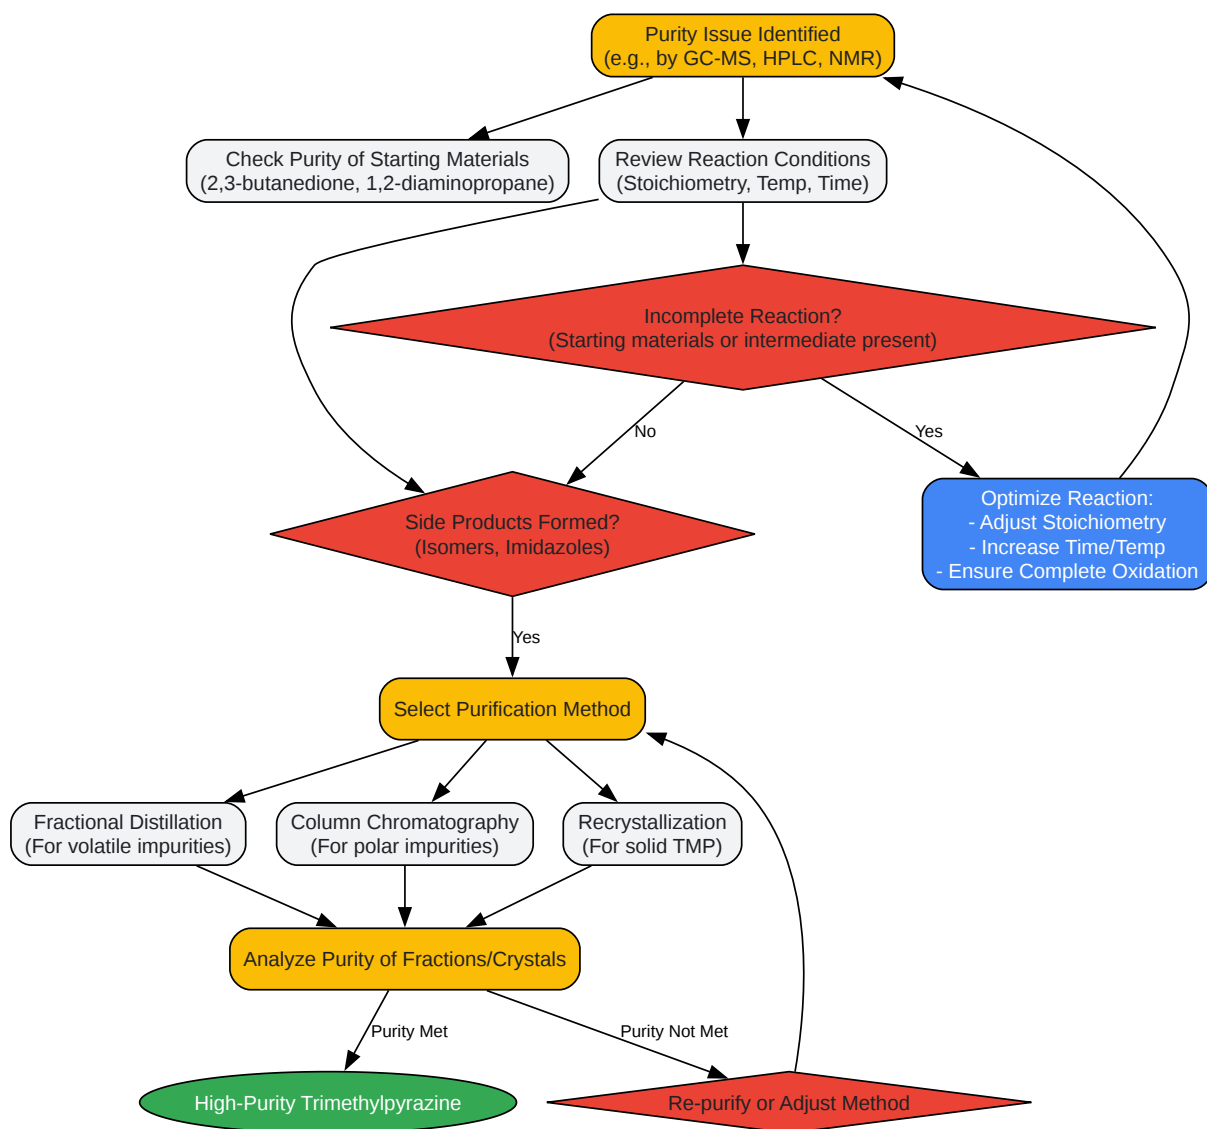 Purity Issue Identified
(e.g., by GC-MS, HPLC, NMR)
Check Purity of Starting Materials
(2,3-butanedione, 1,2-diaminopropane)
Review Reaction Conditions
(Stoichiometry, Temp, Time)
Incomplete Reaction?
(Starting materials or intermediate present)
No
Yes
Side Products Formed?
(Isomers, Imidazoles)
Optimize Reaction:
- Adjust Stoichiometry
- Increase Time/Temp
- Ensure Complete Oxidation
Yes
Select Purification Method
Fractional Distillation
(For volatile impurities)
Column Chromatography
(For polar impurities)
Recrystallization
(For solid TMP)
Analyze Purity of Fractions/Crystals
Purity Met
Purity Not Met
High-Purity Trimethylpyrazine
Re-purify or Adjust Method